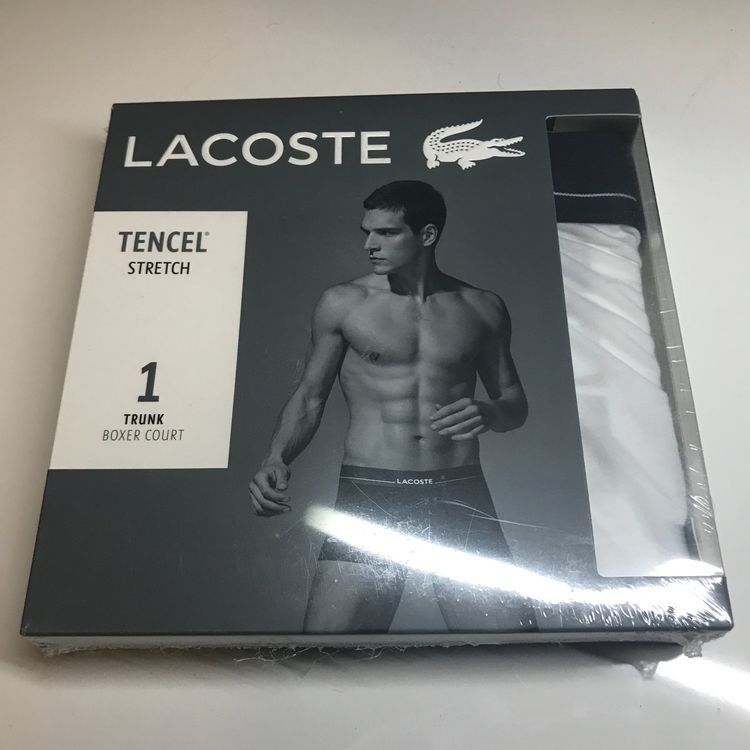 LACOSTE
TENCEL®
STRETCH
1
TRUNK
BOXER COURT
LACOSTE